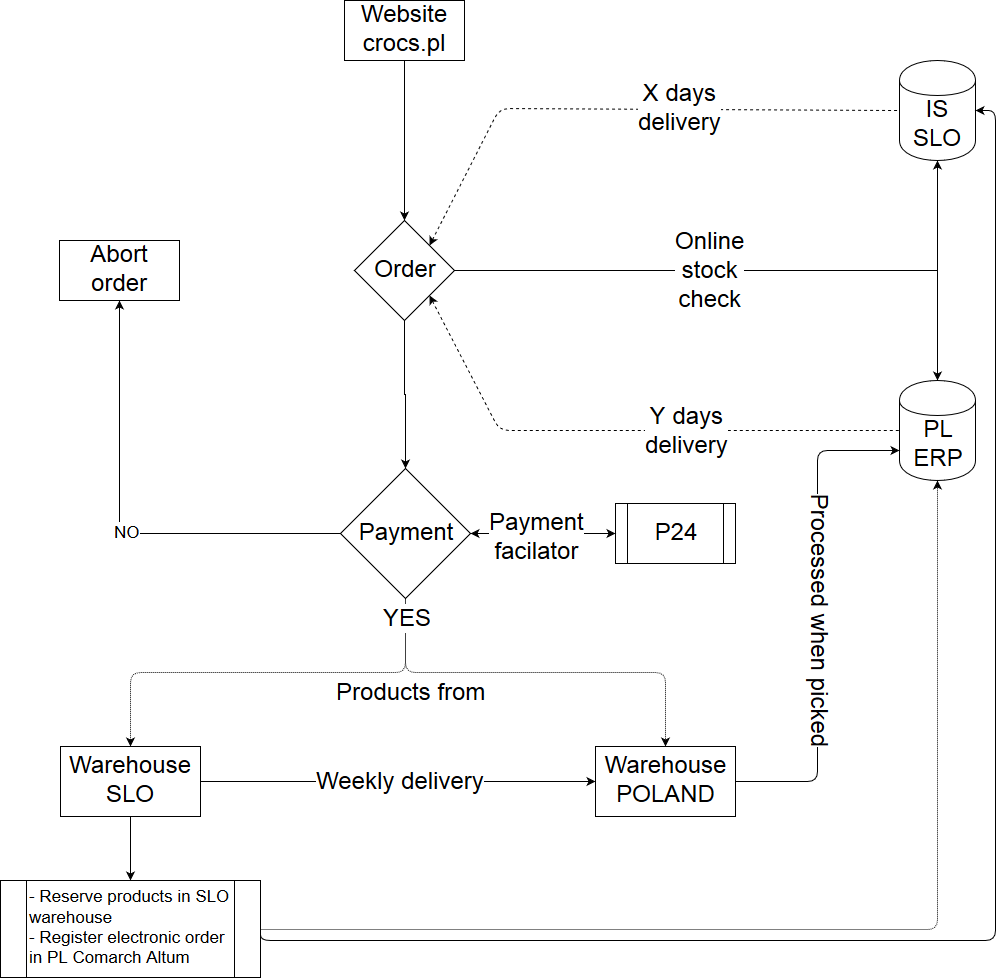 Website
crocs.pl
X days
delivery
IS
SLO
Abort
order
Order
Online
stock
check
Y days
delivery
PL
ERP
NO
Payment
Payment
facilator
P24
Processed when picked
YES
Products from
Warehouse
SLO
Weekly delivery
Warehouse
POLAND
- Reserve products in SLO
warehouse
- Register electronic order
in PL Comarch Altum